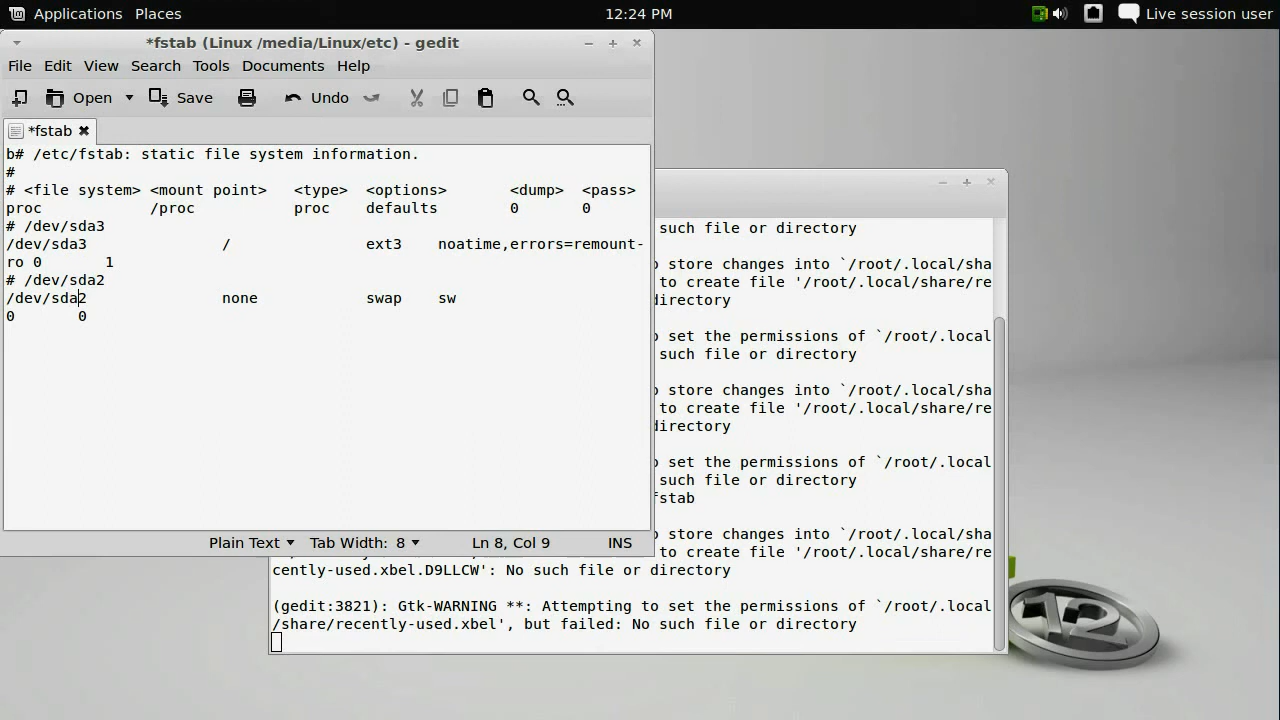 Applications Places 12:24 PM Live session user
*fstab (Linux /media/Linux/etc) - gedit
File Edit View Search Tools Documents Help
Open Save Undo
*fstab
b# /etc/fstab: static file system information.
#
# <file system> <mount point> <type> <options> <dump> <pass>
proc /proc proc defaults 0 0
# /dev/sda3
/dev/sda3 / ext3 noatime,errors=remount-
ro 0 1
# /dev/sda2
/dev/sda2 none swap sw
0 0
Plain Text Tab Width: 8 Ln 8, Col 9 INS
such file or directory
store changes into `/root/.local/sha
to create file '/root/.local/share/re
directory
set the permissions of `/root/.local
such file or directory
store changes into `/root/.local/sha
to create file '/root/.local/share/re
directory
set the permissions of `/root/.local
such file or directory
fstab
store changes into `/root/.local/sha
to create file '/root/.local/share/re
cently-used.xbel.D9LLCW': No such file or directory
(gedit:3821): Gtk-WARNING **: Attempting to set the permissions of `/root/.local
/share/recently-used.xbel', but failed: No such file or directory
12